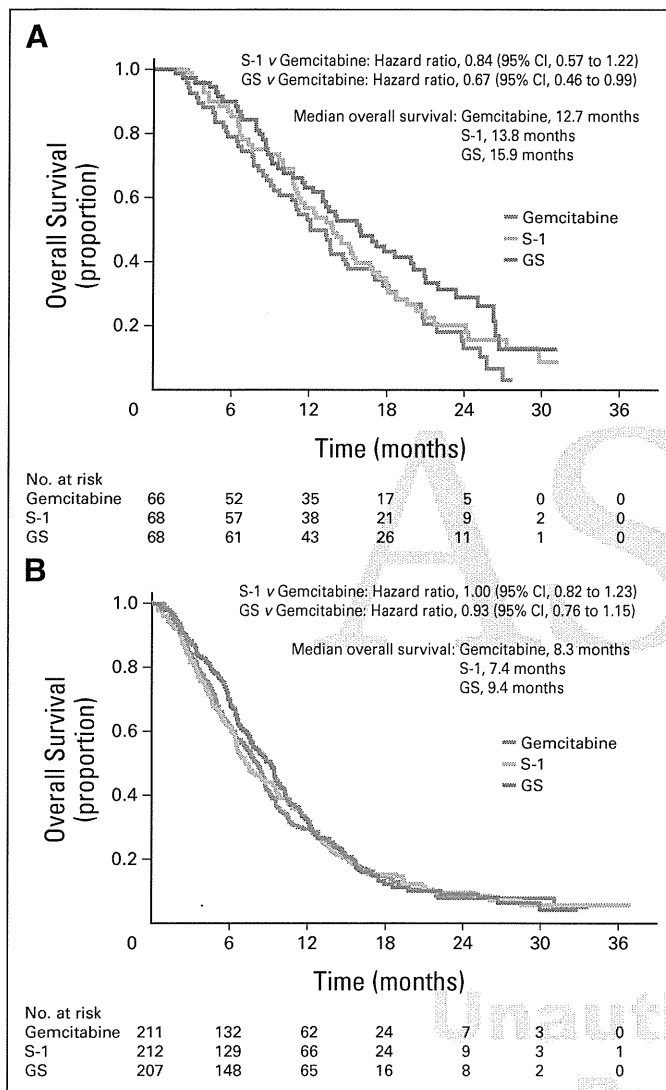 A
S-1 v Gemcitabine: Hazard ratio, 0.84 (95% CI, 0.57 to 1.22)
GS v Gemcitabine: Hazard ratio, 0.67 (95% CI, 0.46 to 0.99)
Median overall survival: Gemcitabine, 12.7 months
S-1, 13.8 months
GS, 15.9 months
Gemcitabine
S-1
GS
Overall Survival
(proportion)
1.0
0.8
0.6
0.4
0.2
0 6 12 18 24 30 36
Time (months)
No. at risk
Gemcitabine 66 52 35 17 5 0 0
S-1 68 57 38 21 9 2 0
GS 68 61 43 26 11 1 0
B
S-1 v Gemcitabine: Hazard ratio, 1.00 (95% CI, 0.82 to 1.23)
GS v Gemcitabine: Hazard ratio, 0.93 (95% CI, 0.76 to 1.15)
Median overall survival: Gemcitabine, 8.3 months
S-1, 7.4 months
GS, 9.4 months
Gemcitabine
S-1
GS
Overall Survival
(proportion)
1.0
0.8
0.6
0.4
0.2
0 6 12 18 24 30 36
Time (months)
No. at risk
Gemcitabine 211 132 62 24 7 3 0
S-1 212 129 66 24 9 3 1
GS 207 148 65 16 8 2 0
AS
Unaut